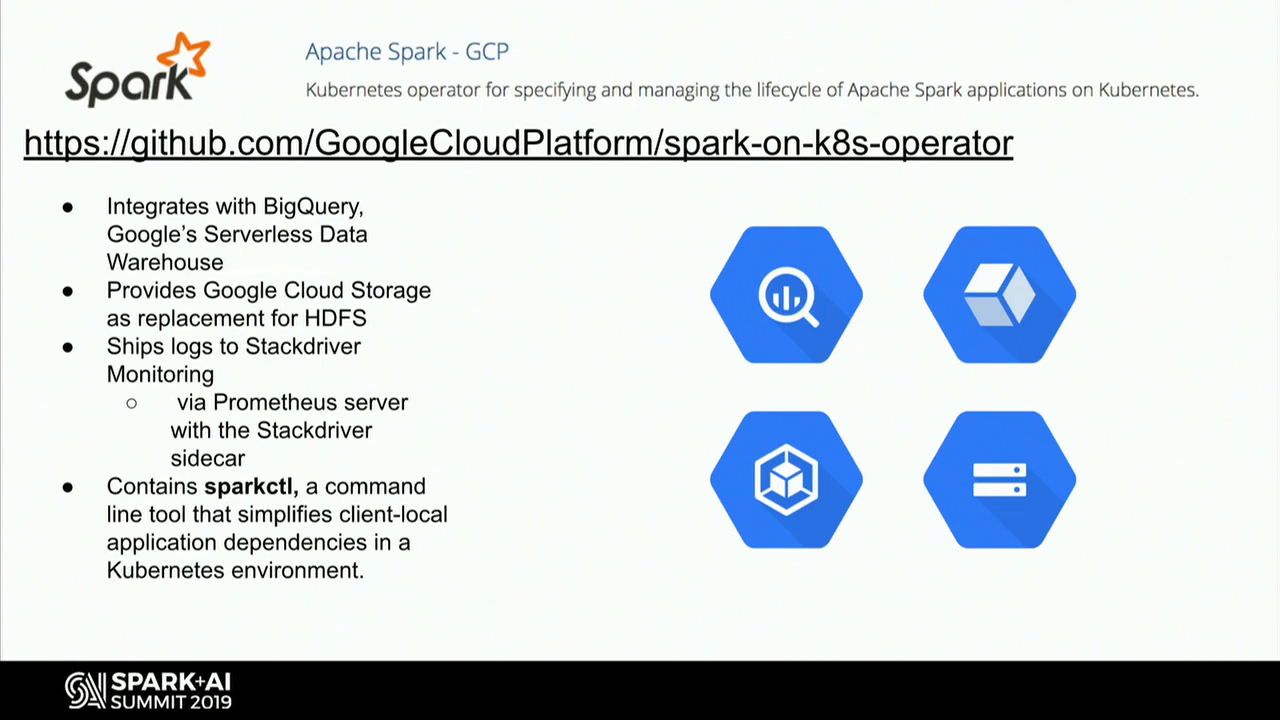 Spark
Apache Spark - GCP
Kubernetes operator for specifying and managing the lifecycle of Apache Spark applications on Kubernetes.
https://github.com/GoogleCloudPlatform/spark-on-k8s-operator
● Integrates with BigQuery,
Google's Serverless Data
Warehouse
● Provides Google Cloud Storage
as replacement for HDFS
● Ships logs to Stackdriver
Monitoring
○ via Prometheus server
with the Stackdriver
sidecar
● Contains sparkctl, a command
line tool that simplifies client-local
application dependencies in a
Kubernetes environment.
SPARK+AI
SUMMIT 2019